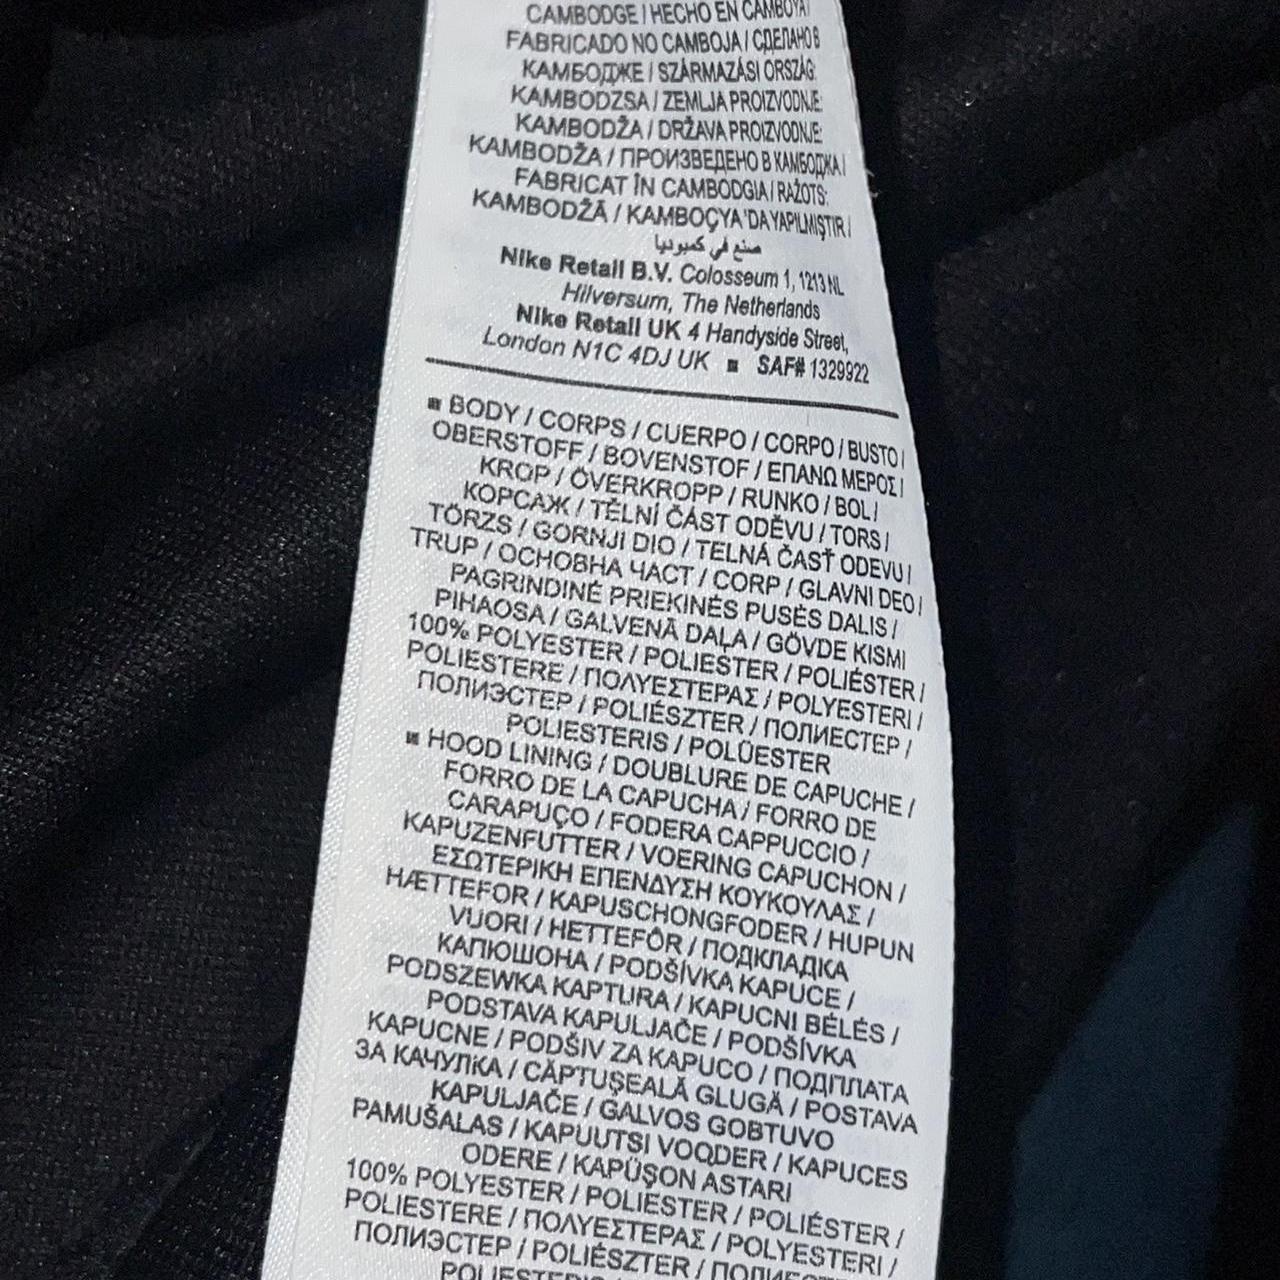 CAMBODGE / HECHO EN CAMBOYA /
FABRICADO NO CAMBOJA / СДЕЛАНО В
КАМБОДЖЕ / SZÁRMAZÁSI ORSZÁG:
KAMBODZSA / ZEMLJA PROIZVODNJE:
KAMBODŽA / DRŽAVA PROIZVODNJE:
KAMBODŽA / ПРОИЗВЕДЕНО В КАМБОДЖА /
FABRICAT ÎN CAMBODGIA / RAŽOTS:
KAMBODŽĀ / KAMBOÇYA'DA YAPILMIŞTIR /
صنع في كمبوديا
Nike Retail B.V. Colosseum 1, 1213 NL
Hilversum, The Netherlands
Nike Retail UK 4 Handyside Street,
London N1C 4DJ UK ■ SAF# 1329922
■ BODY / CORPS / CUERPO / CORPO / BUSTO /
OBERSTOFF / BOVENSTOF / ΕΠΑΝΩ ΜΕΡΟΣ /
KROP / ÖVERKROPP / RUNKO / BOL /
КОРСАЖ / TĚLNÍ ČÁST ODĚVU / TORS /
TÖRZS / GORNJI DIO / TELNÁ ČASŤ ODEVU /
TRUP / ОСНОВНА ЧАСТ / CORP / GLAVNI DEO /
PAGRINDINĖ PRIEKINĖS PUSĖS DALIS /
PIHAOSA / GALVENĀ DAĻA / GÖVDE KISMI
100% POLYESTER / POLIESTER / POLIÉSTER /
POLIESTERE / ΠΟΛΥΕΣΤΕΡΑΣ / POLYESTERI /
ПОЛИЭСТЕР / POLIÉSZTER / ПОЛИЕСТЕР /
POLIESTERIS / POLÜESTER
■ HOOD LINING / DOUBLURE DE CAPUCHE /
FORRO DE LA CAPUCHA / FORRO DE
CARAPUÇO / FODERA CAPPUCCIO /
KAPUZENFUTTER / VOERING CAPUCHON /
ΕΣΩΤΕΡΙΚΗ ΕΠΕΝΔΥΣΗ ΚΟΥΚΟΥΛΑΣ /
HÆTTEFOR / KAPUSCHONGFODER / HUPUN
VUORI / HETTEFÔR / ПОДКЛАДКА
КАПЮШОНА / PODŠÍVKA KAPUCE /
PODSZEWKA KAPTURA / KAPUCNI BÉLÉS /
PODSTAVA KAPULJAČE / PODŠÍVKA
KAPUCNE / PODŠIV ZA KAPUCO / ПОДПЛАТА
ЗА КАЧУЛКА / CĂPTUŞEALĂ GLUGĂ / POSTAVA
KAPULJAČE / GALVOS GOBTUVO
PAMUŠALAS / KAPUUTSI VOODER / KAPUCES
ODERE / KAPÜŞON ASTARI
100% POLYESTER / POLIESTER / POLIÉSTER /
POLIESTERE / ΠΟΛΥΕΣΤΕΡΑΣ / POLYESTERI /
ПОЛИЭСТЕР / POLIÉSZTER / ПОЛИЕСТЕР /
POLIESTERIS /